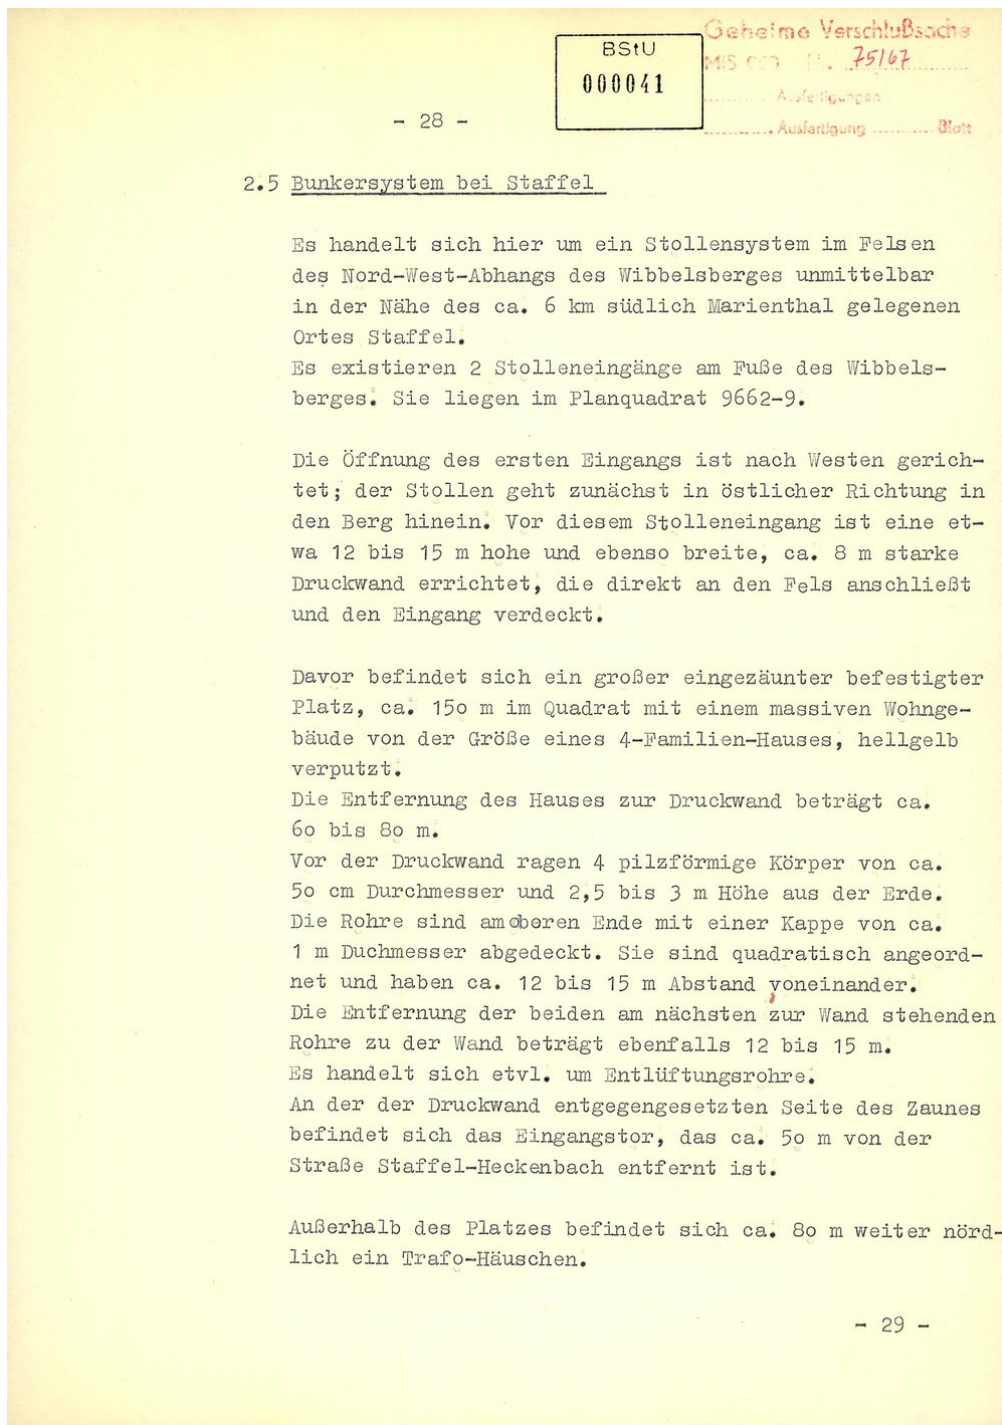 Geheime Verschlußsache
BStU
MfS 75/67
000041
Ausfertigungen
Ausfertigung Blatt
- 28 -
2.5 Bunkersystem bei Staffel
Es handelt sich hier um ein Stollensystem im Felsen
des Nord-West-Abhangs des Wibbelsberges unmittelbar
in der Nähe des ca. 6 km südlich Marienthal gelegenen
Ortes Staffel.
Es existieren 2 Stolleneingänge am Fuße des Wibbels-
berges. Sie liegen im Planquadrat 9662-9.
Die Öffnung des ersten Eingangs ist nach Westen gerich-
tet; der Stollen geht zunächst in östlicher Richtung in
den Berg hinein. Vor diesem Stolleneingang ist eine et-
wa 12 bis 15 m hohe und ebenso breite, ca. 8 m starke
Druckwand errichtet, die direkt an den Fels anschließt
und den Eingang verdeckt.
Davor befindet sich ein großer eingezäunter befestigter
Platz, ca. 15o m im Quadrat mit einem massiven Wohnge-
bäude von der Größe eines 4-Familien-Hauses, hellgelb
verputzt.
Die Entfernung des Hauses zur Druckwand beträgt ca.
6o bis 8o m.
Vor der Druckwand ragen 4 pilzförmige Körper von ca.
5o cm Durchmesser und 2,5 bis 3 m Höhe aus der Erde.
Die Rohre sind am oberen Ende mit einer Kappe von ca.
1 m Duchmesser abgedeckt. Sie sind quadratisch angeord-
net und haben ca. 12 bis 15 m Abstand voneinander.
Die Entfernung der beiden am nächsten zur Wand stehenden
Rohre zu der Wand beträgt ebenfalls 12 bis 15 m.
Es handelt sich etvl. um Entlüftungsrohre.
An der der Druckwand entgegengesetzten Seite des Zaunes
befindet sich das Eingangstor, das ca. 5o m von der
Straße Staffel-Heckenbach entfernt ist.
Außerhalb des Platzes befindet sich ca. 8o m weiter nörd-
lich ein Trafo-Häuschen.
- 29 -